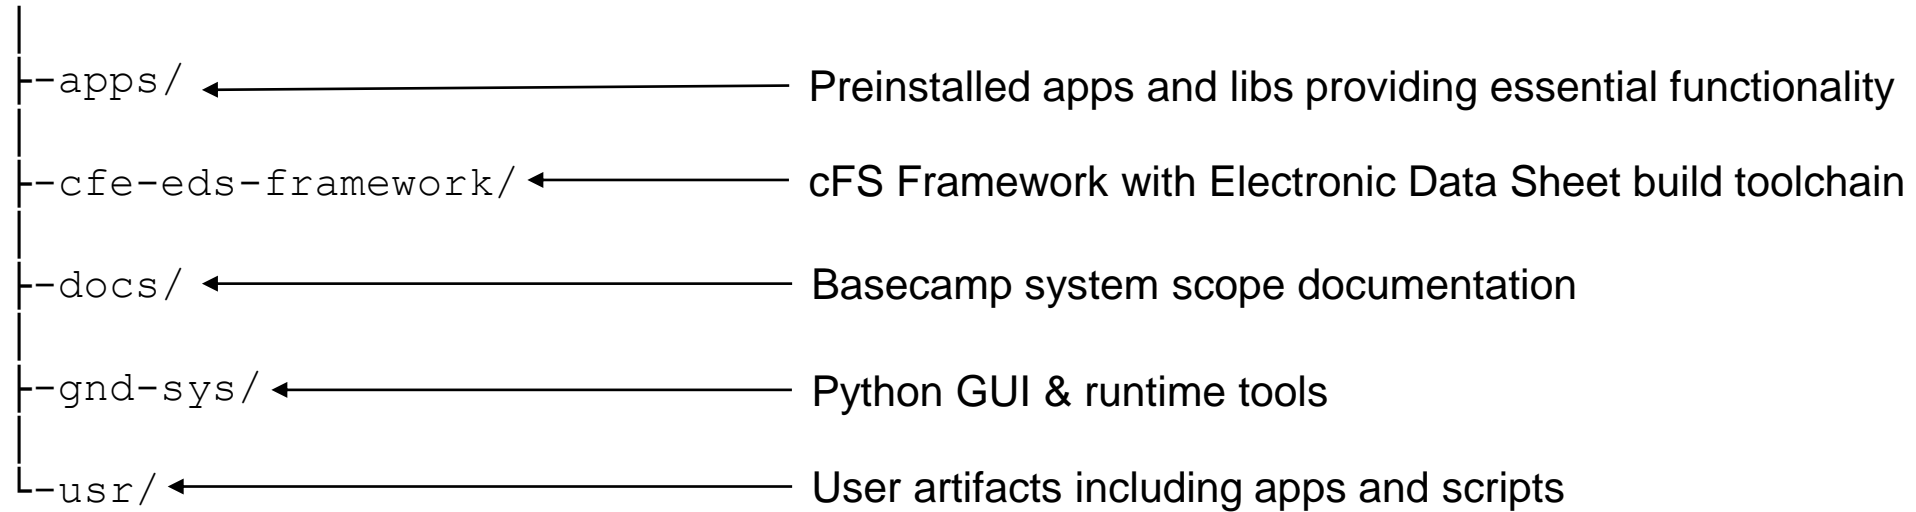 apps/ Preinstalled apps and libs providing essential functionality
cfe-eds-framework/ cFS Framework with Electronic Data Sheet build toolchain
docs/ Basecamp system scope documentation
gnd-sys/ Python GUI & runtime tools
usr/ User artifacts including apps and scripts